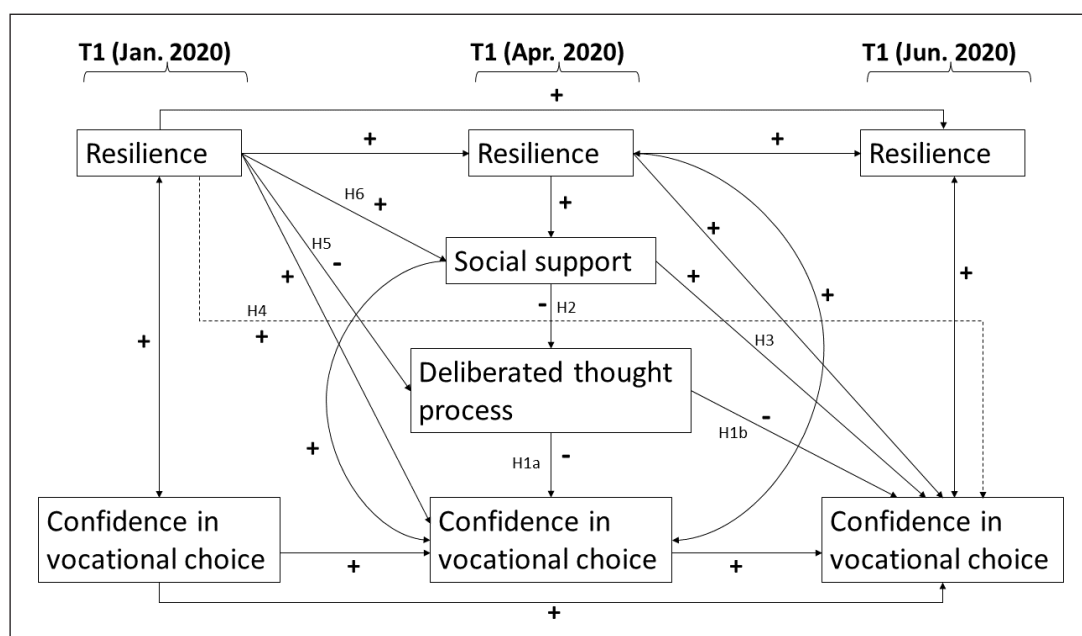 T1 (Jan. 2020)
T1 (Apr. 2020)
T1 (Jun. 2020)
+
Resilience
+
Resilience
+
Resilience
H6
+
+
+
H5
-
Social support
+
+
+
+
+
H4
+
-
H2
H3
Deliberated thought
process
-
H1b
+
H1a
-
Confidence in
vocational choice
+
Confidence in
vocational choice
+
Confidence in
vocational choice
+